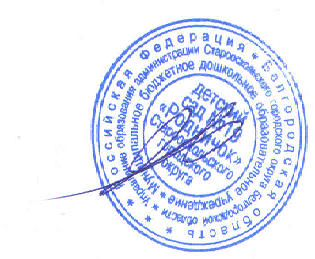 Российская Федерация * Белгородская область *
Управление образования администрации Старооскольского городского округа Белгородской области *
Муниципальное бюджетное дошкольное образовательное учреждение *
детский
сад №
«РОДНИЧОК»
Старооскольского
городского
округа